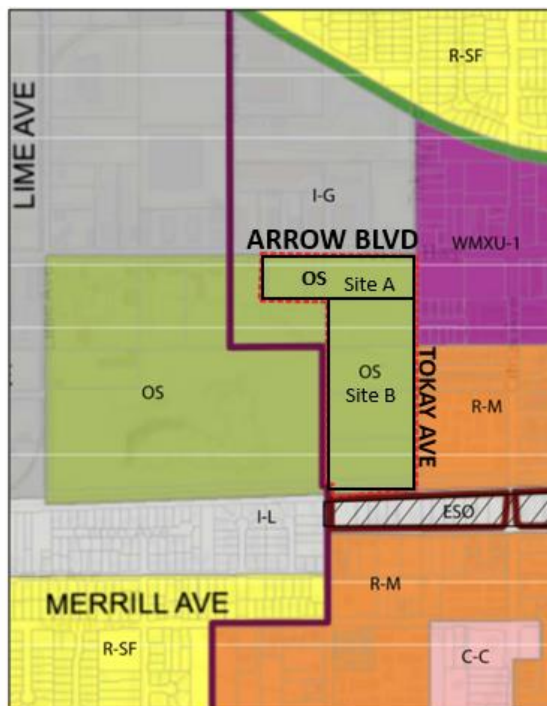 R-SF
LIME AVE
I-G
WMXU-1
ARROW BLVD
OS Site A
OS
Site B
OS
TOKAY AVE
R-M
ESO
I-L
R-M
MERRILL AVE
R-SF
C-C